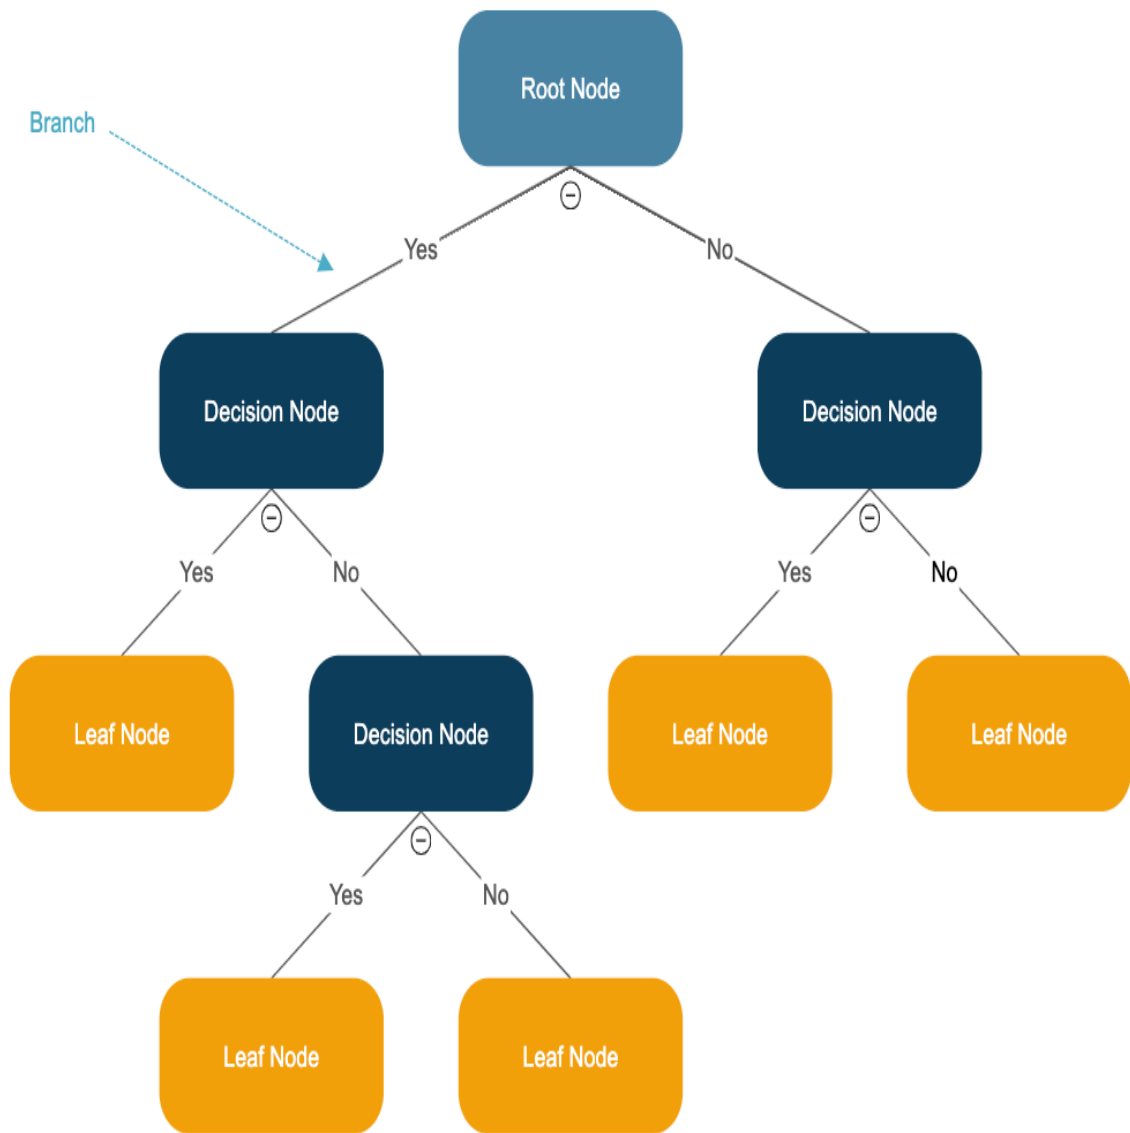 Root Node
Branch
Yes
No
Decision Node
Decision Node
Yes
No
Yes
No
Leaf Node
Decision Node
Leaf Node
Leaf Node
Yes
No
Leaf Node
Leaf Node